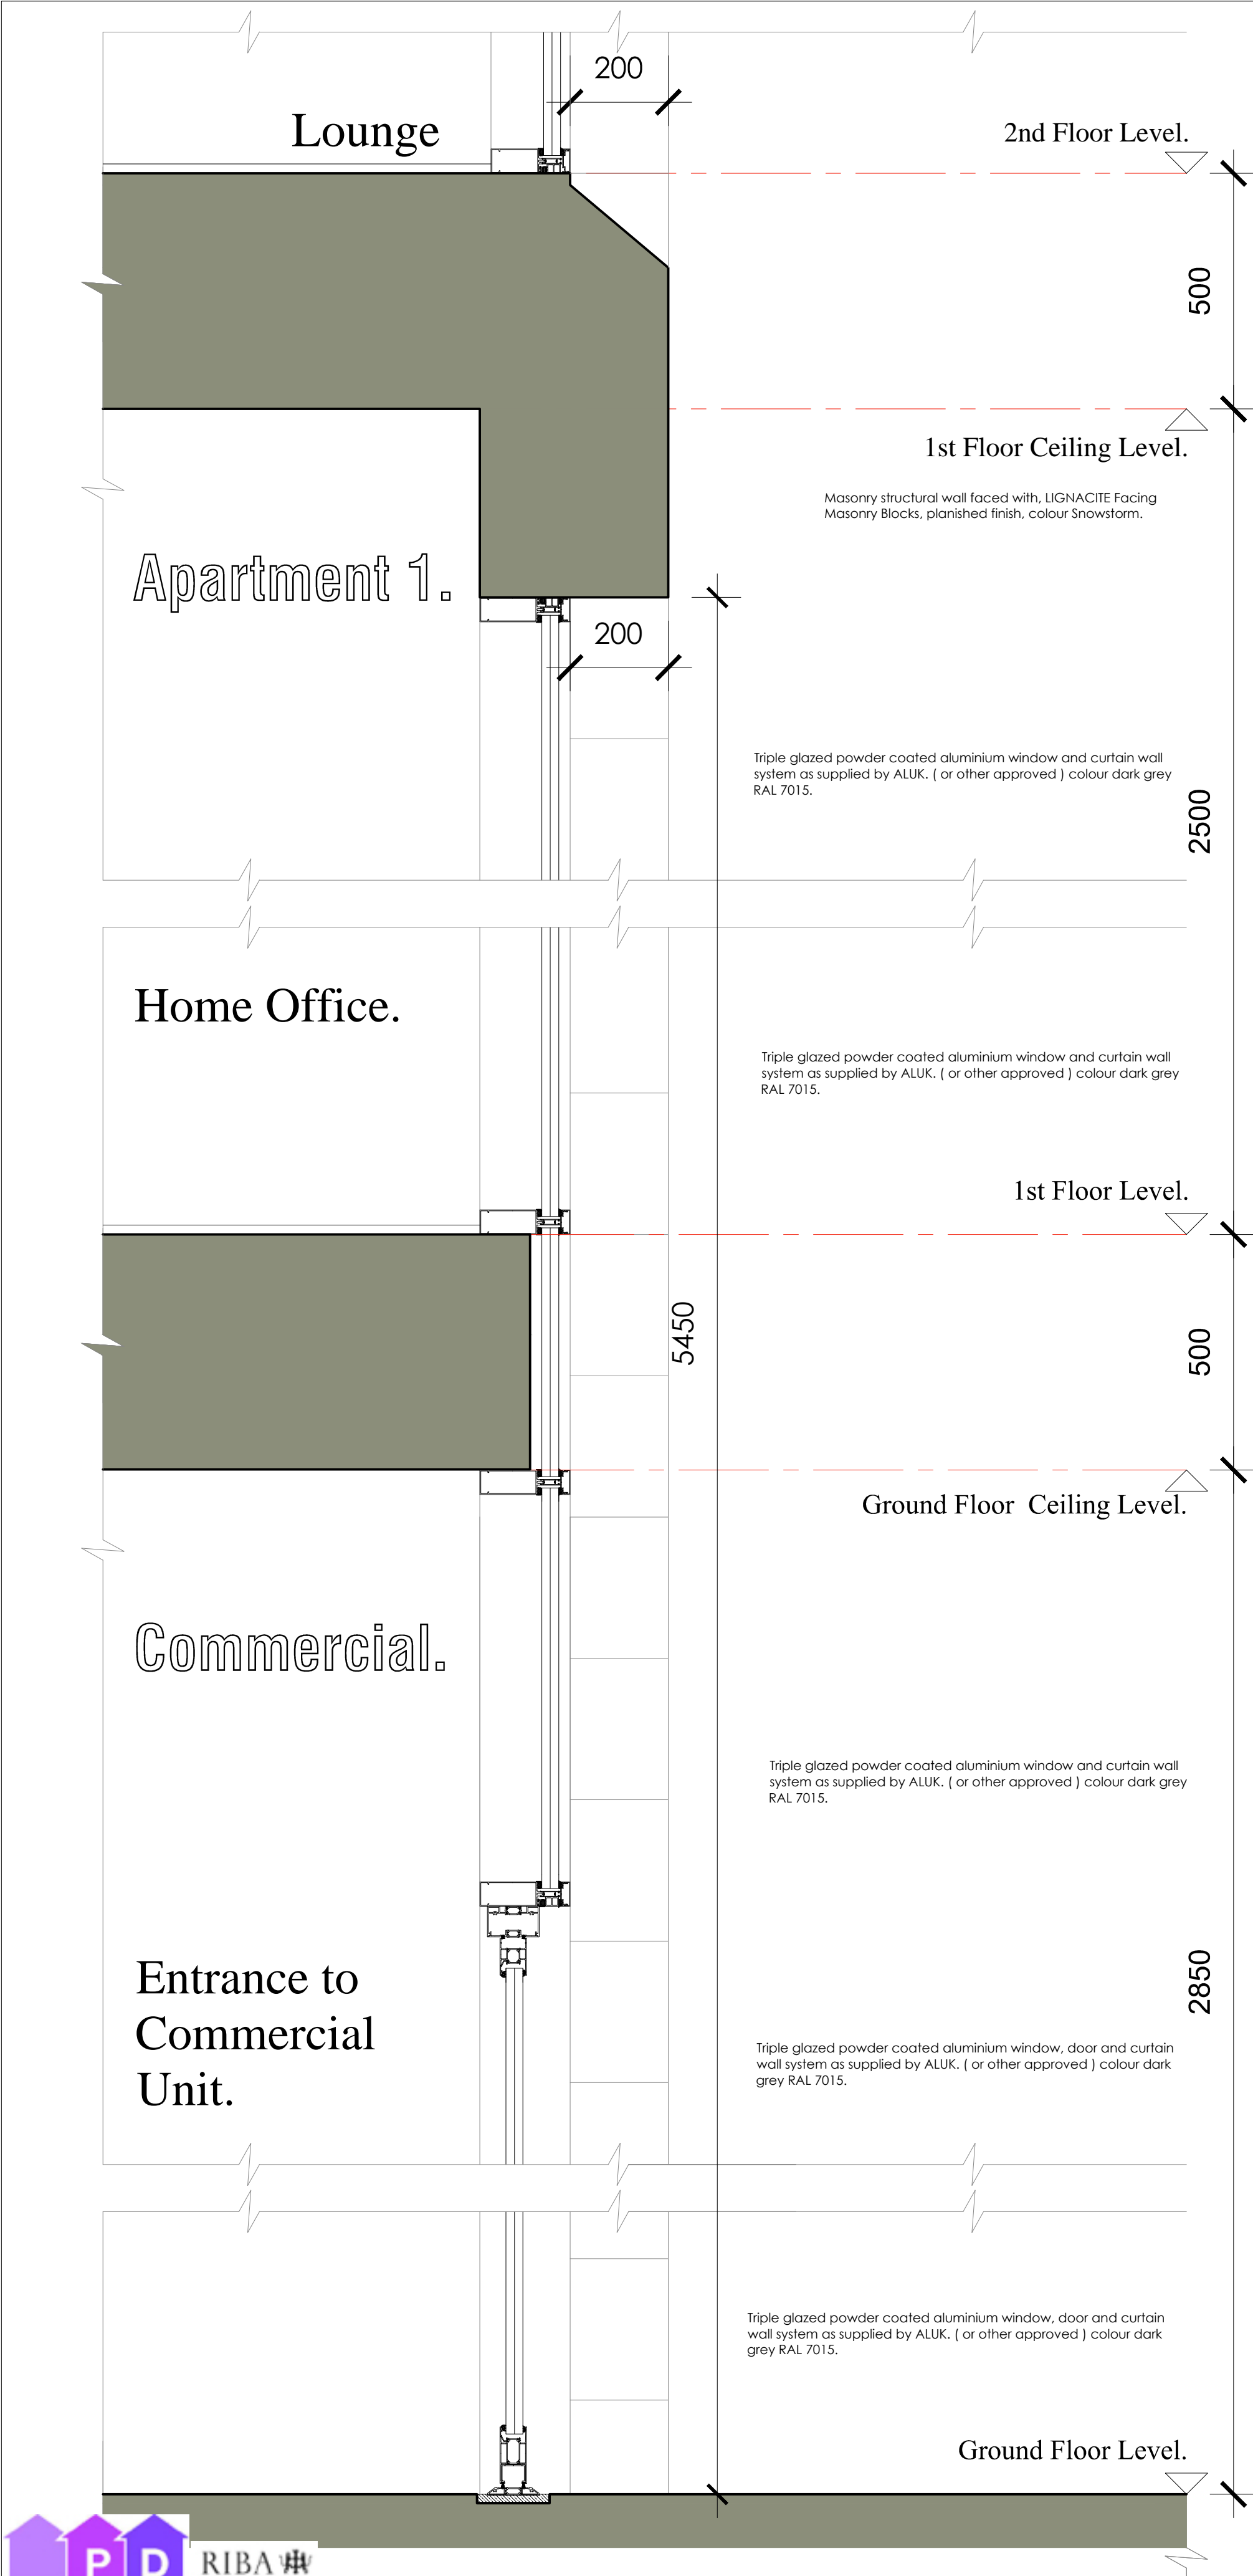 200
Lounge
2nd Floor Level.
500
1st Floor Ceiling Level.
Masonry structural wall faced with, LIGNACITE Facing
Masonry Blocks, planished finish, colour Snowstorm.
Apartment 1.
200
Triple glazed powder coated aluminium window and curtain wall
system as supplied by ALUK. ( or other approved ) colour dark grey
RAL 7015.
2500
Home Office.
Triple glazed powder coated aluminium window and curtain wall
system as supplied by ALUK. ( or other approved ) colour dark grey
RAL 7015.
1st Floor Level.
5450
500
Ground Floor Ceiling Level.
Commercial.
Triple glazed powder coated aluminium window and curtain wall
system as supplied by ALUK. ( or other approved ) colour dark grey
RAL 7015.
Entrance to
Commercial
Unit.
2850
Triple glazed powder coated aluminium window, door and curtain
wall system as supplied by ALUK. ( or other approved ) colour dark
grey RAL 7015.
Triple glazed powder coated aluminium window, door and curtain
wall system as supplied by ALUK. ( or other approved ) colour dark
grey RAL 7015.
Ground Floor Level.
P D
RIBA